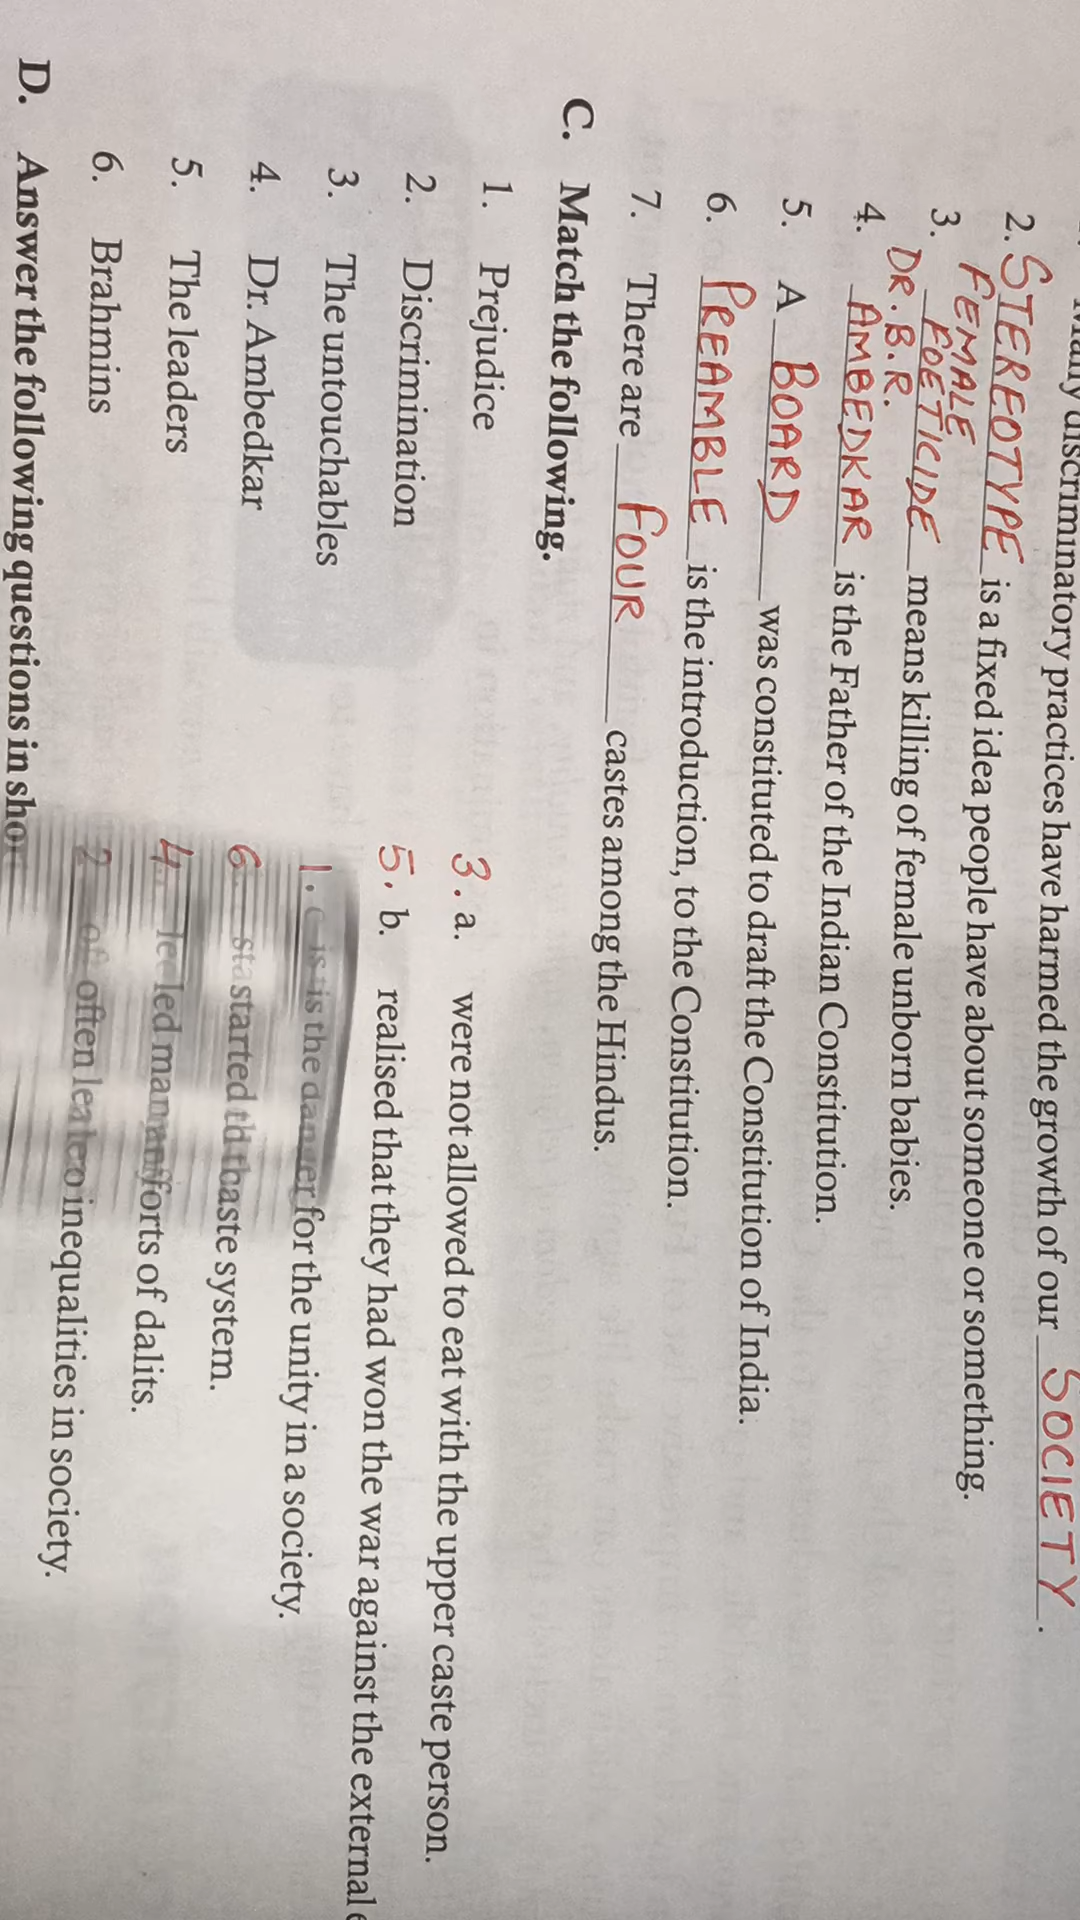 discriminatory practices have harmed the growth of our SOCIETY.
2. STEREOTYPE is a fixed idea people have about someone or something.
3. FEMALE FOETICIDE means killing of female unborn babies.
4. DR. B.R. AMBEDKAR is the Father of the Indian Constitution.
5. A BOARD was constituted to draft the Constitution of India.
6. PREAMBLE is the introduction, to the Constitution.
7. There are FOUR castes among the Hindus.
C. Match the following.
1. Prejudice 3. a. were not allowed to eat with the upper caste person.
2. Discrimination 5. b. realised that they had won the war against the external
3. The untouchables 1. c is the danger for the unity in a society.
4. Dr. Ambedkar 6. started caste system.
5. The leaders 4. led of dalits.
6. Brahmins 2. often inequalities in society.
D. Answer the following questions in